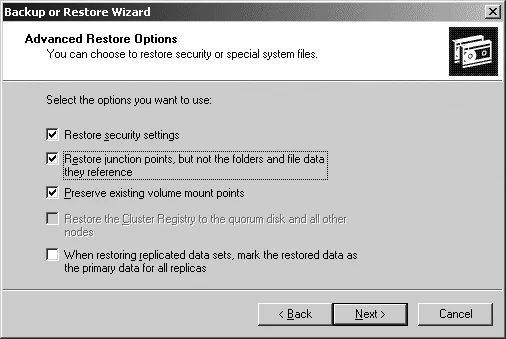 Backup or Restore Wizard
Advanced Restore Options
You can choose to restore security or special system files.
Select the options you want to use:
Restore security settings
Restore junction points, but not the folders and file data
they reference
Preserve existing volume mount points
Restore the Cluster Registry to the quorum disk and all other
nodes
When restoring replicated data sets, mark the restored data as
the primary data for all replicas
< Back
Next >
Cancel